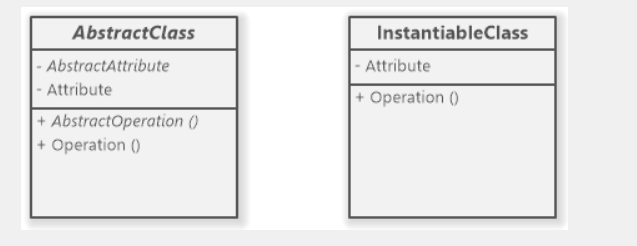 AbstractClass
- AbstractAttribute
- Attribute
+ AbstractOperation ()
+ Operation ()
InstantiableClass
- Attribute
+ Operation ()